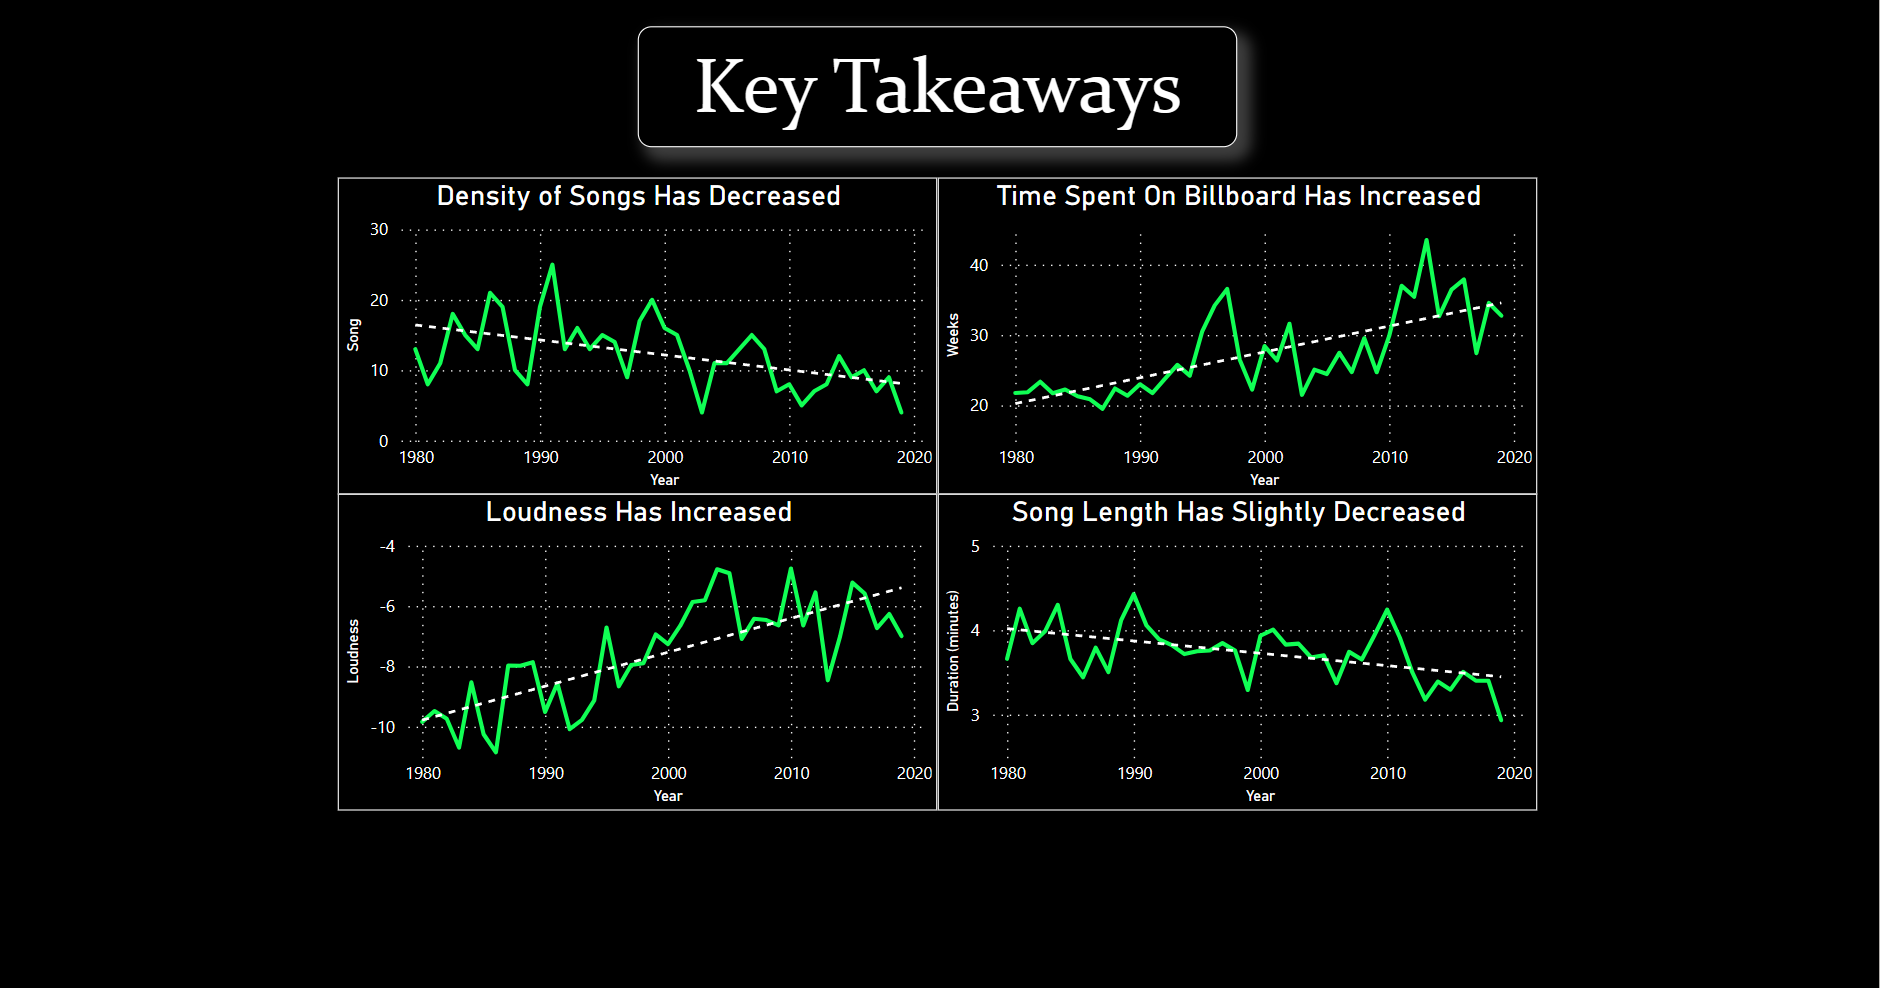 Key Takeaways
Density of Songs Has Decreased
30
20
10
0
Song
1980 1990 2000 2010 2020
Year
Time Spent On Billboard Has Increased
40
30
20
Weeks
1980 1990 2000 2010 2020
Year
Loudness Has Increased
-4
-6
-8
-10
Loudness
1980 1990 2000 2010 2020
Year
Song Length Has Slightly Decreased
5
4
3
Duration (minutes)
1980 1990 2000 2010 2020
Year